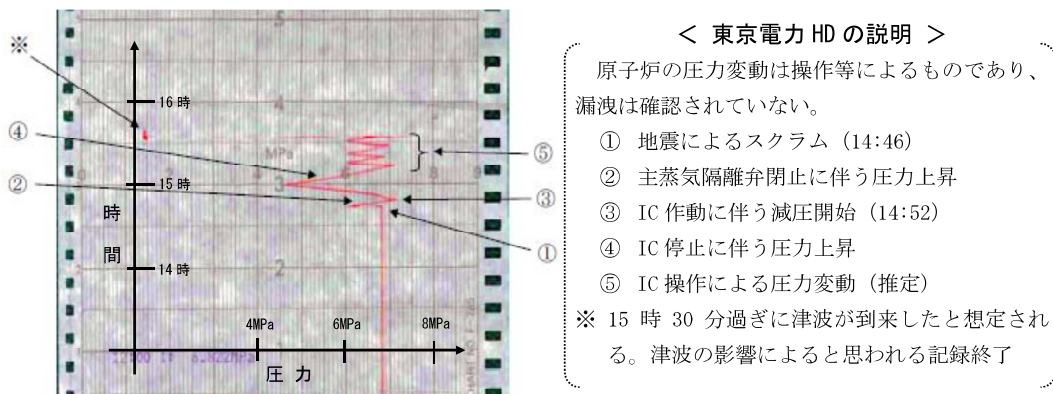 ※
④
②
⑤
③
①
16時
15時
14時
時
間
MPa
5
4
3
2
8
9
4MPa
6MPa
8MPa
圧力
＜ 東京電力HDの説明 ＞
原子炉の圧力変動は操作等によるものであり、
漏洩は確認されていない。
① 地震によるスクラム（14:46）
② 主蒸気隔離弁閉止に伴う圧力上昇
③ IC作動に伴う減圧開始（14:52）
④ IC停止に伴う圧力上昇
⑤ IC操作による圧力変動（推定）
※ 15時30分過ぎに津波が到来したと想定され
る。津波の影響によると思われる記録終了